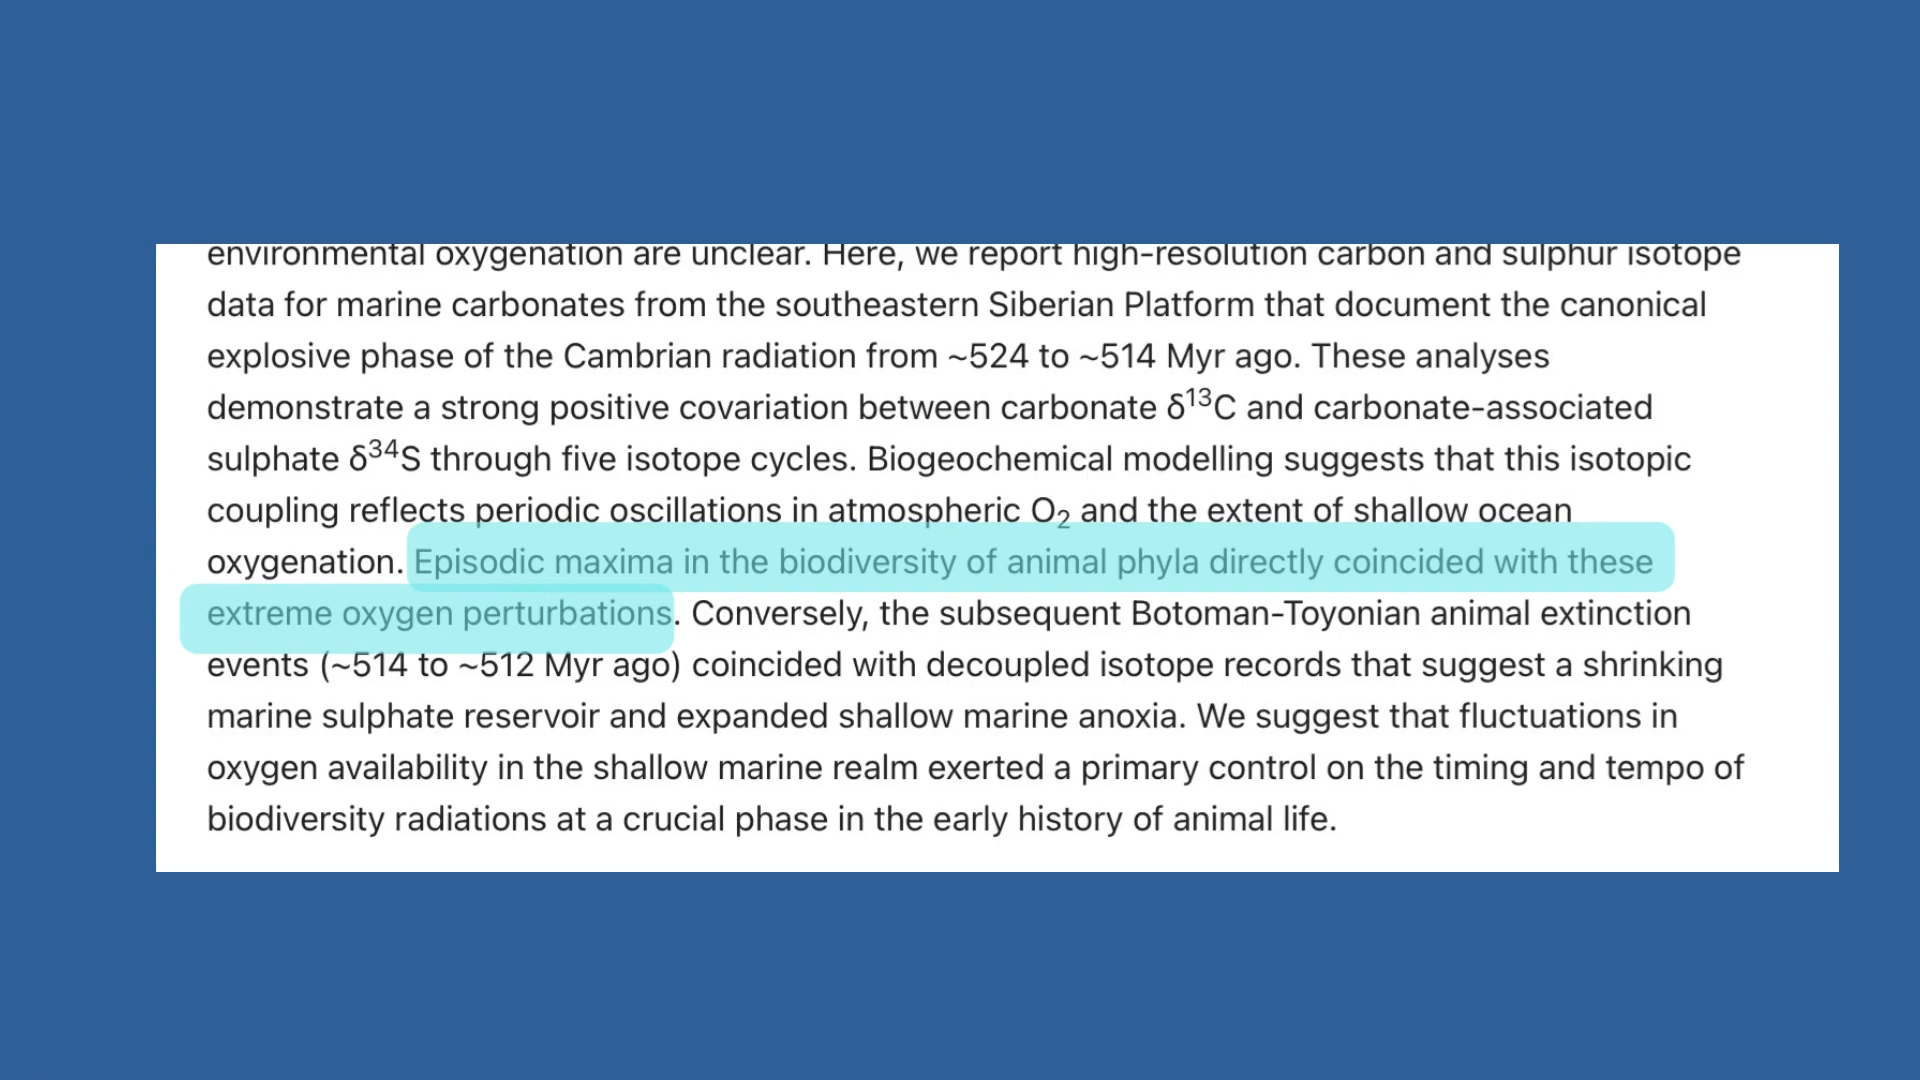 environmental oxygenation are unclear. Here, we report high-resolution carbon and sulphur isotope
data for marine carbonates from the southeastern Siberian Platform that document the canonical
explosive phase of the Cambrian radiation from ~524 to ~514 Myr ago. These analyses
demonstrate a strong positive covariation between carbonate δ¹³C and carbonate-associated
sulphate δ³⁴S through five isotope cycles. Biogeochemical modelling suggests that this isotopic
coupling reflects periodic oscillations in atmospheric O₂ and the extent of shallow ocean
oxygenation. Episodic maxima in the biodiversity of animal phyla directly coincided with these
extreme oxygen perturbations. Conversely, the subsequent Botoman-Toyonian animal extinction
events (~514 to ~512 Myr ago) coincided with decoupled isotope records that suggest a shrinking
marine sulphate reservoir and expanded shallow marine anoxia. We suggest that fluctuations in
oxygen availability in the shallow marine realm exerted a primary control on the timing and tempo of
biodiversity radiations at a crucial phase in the early history of animal life.